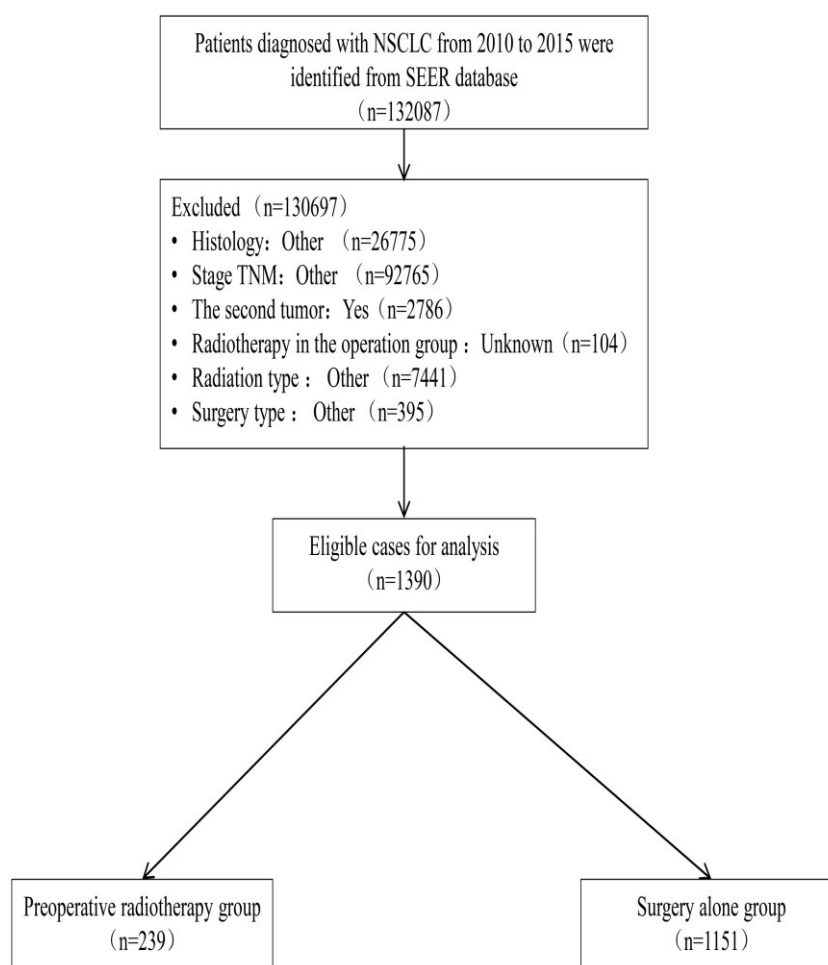 Patients diagnosed with NSCLC from 2010 to 2015 were
identified from SEER database
（n=132087）
Excluded（n=130697）
• Histology：Other （n=26775）
• Stage TNM：Other （n=92765）
• The second tumor：Yes（n=2786）
• Radiotherapy in the operation group：Unknown（n=104）
• Radiation type： Other （n=7441）
• Surgery type： Other（n=395）
Eligible cases for analysis
（n=1390）
Preoperative radiotherapy group
（n=239）
Surgery alone group
（n=1151）